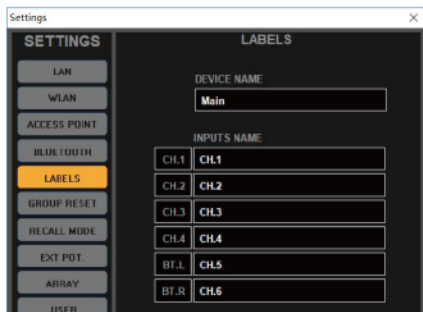 Settings
SETTINGS
LAN
WLAN
ACCESS POINT
BLUETOOTH
LABELS
GROUP RESET
RECALL MODE
EXT POT.
ARRAY
USER
LABELS
DEVICE NAME
Main
INPUTS NAME
CH.1 CH.1
CH.2 CH.2
CH.3 CH.3
CH.4 CH.4
BT.L CH.5
BT.R CH.6